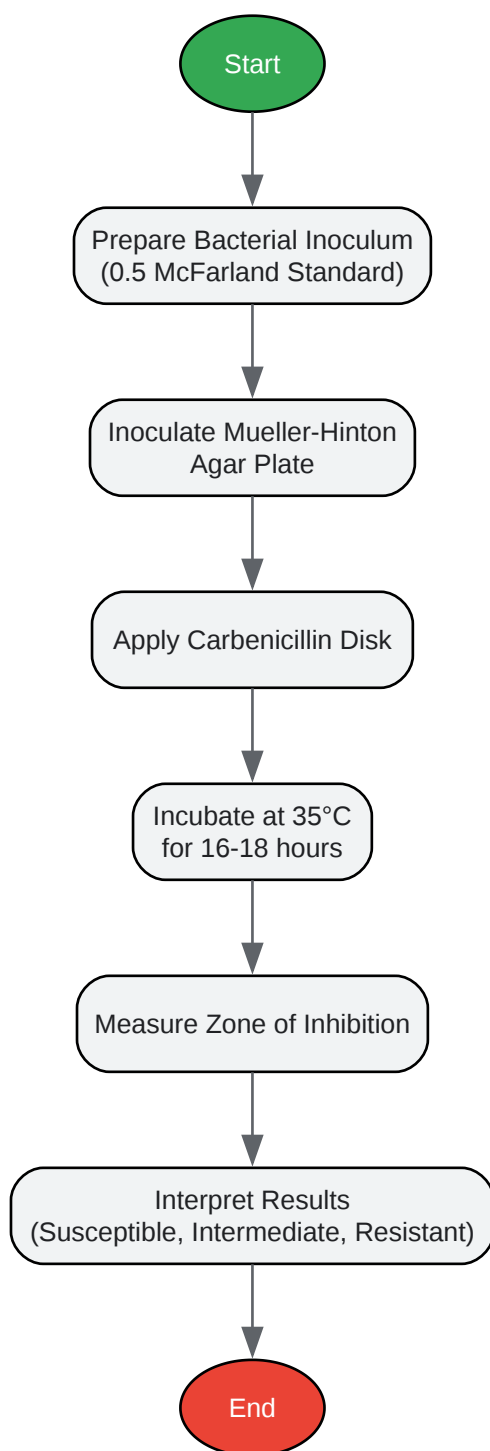 Start
Prepare Bacterial Inoculum
(0.5 McFarland Standard)
Inoculate Mueller-Hinton
Agar Plate
Apply Carbenicillin Disk
Incubate at 35°C
for 16-18 hours
Measure Zone of Inhibition
Interpret Results
(Susceptible, Intermediate, Resistant)
End